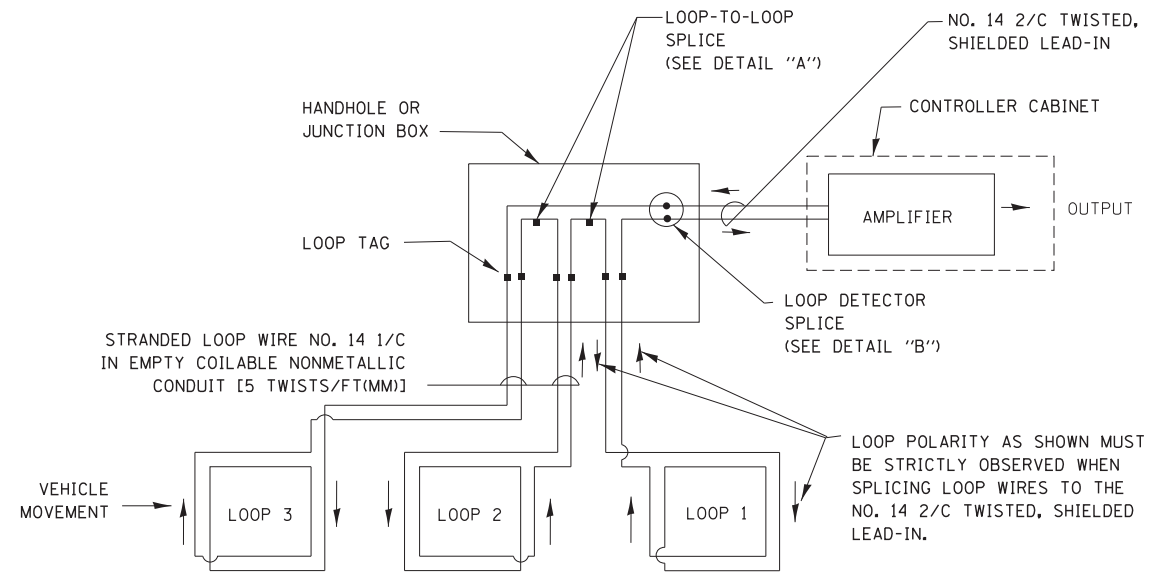 LOOP-TO-LOOP
SPLICE
(SEE DETAIL "A")
NO. 14 2/C TWISTED,
SHIELDED LEAD-IN
HANDHOLE OR
JUNCTION BOX
CONTROLLER CABINET
AMPLIFIER
OUTPUT
LOOP TAG
LOOP DETECTOR
SPLICE
(SEE DETAIL "B")
STRANDED LOOP WIRE NO. 14 1/C
IN EMPTY COILABLE NONMETALLIC
CONDUIT [5 TWISTS/FT(MM)]
LOOP POLARITY AS SHOWN MUST
BE STRICTLY OBSERVED WHEN
SPLICING LOOP WIRES TO THE
NO. 14 2/C TWISTED, SHIELDED
LEAD-IN.
VEHICLE
MOVEMENT
LOOP 3
LOOP 2
LOOP 1